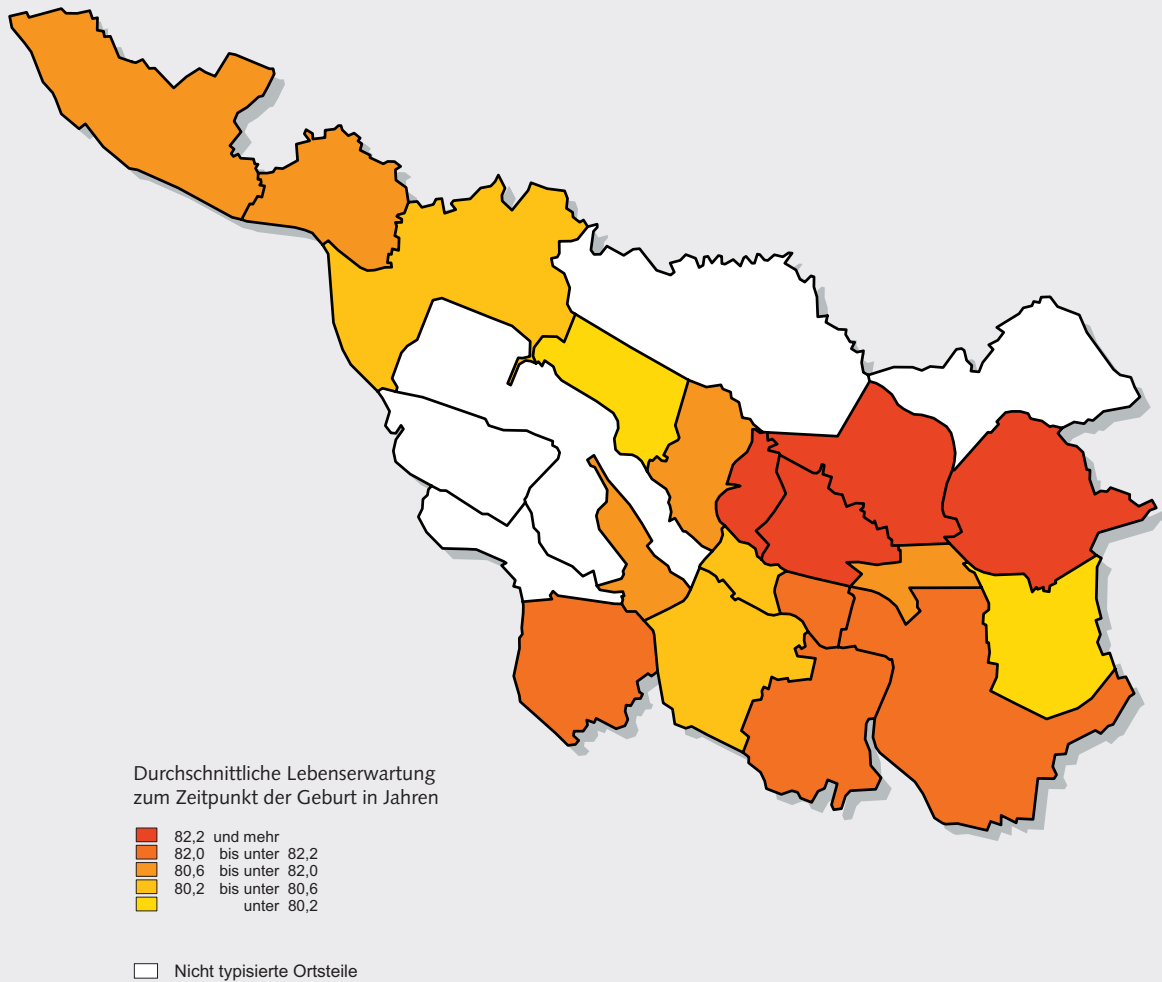 Durchschnittliche Lebenserwartung
zum Zeitpunkt der Geburt in Jahren
82,2 und mehr
82,0 bis unter 82,2
80,6 bis unter 82,0
80,2 bis unter 80,6
unter 80,2
Nicht typisierte Ortsteile